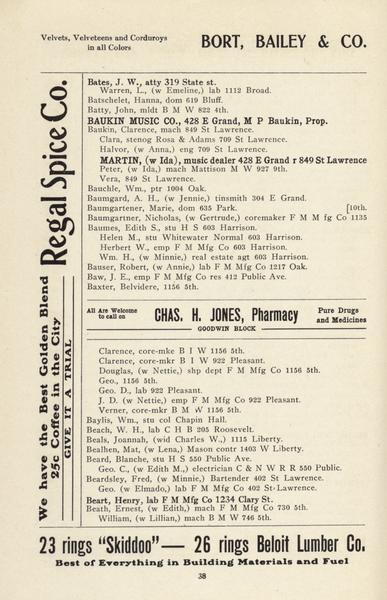 Velvets, Velveteens and Corduroys
in all Colors
BORT, BAILEY & CO.
Regal Spice Co.
We have the Best Golden Blend
25c Coffee in the City
GIVE IT A TRIAL
Bates, J. W., atty 319 State st.
Warren, L., (w Emeline,) lab 1112 Broad.
Batschelet, Hanna, dom 619 Bluff.
Batty, John, mldt B M W 822 4th.
BAUKIN MUSIC CO., 428 E Grand, M P Baukin, Prop.
Baukin, Clarence, mach 849 St Lawrence.
Clara, stenog Rosa & Adams 709 St Lawrence.
Halvor, (w Anna,) eng 709 St Lawrence.
MARTIN, (w Ida), music dealer 428 E Grand r 849 St Lawrence
Peter, (w Ida,) mach Mattison M W 927 9th.
Vera, 849 St Lawrence.
Bauchle, Wm., ptr 1004 Oak.
Baumgard, A. H., (w Jennie,) tinsmith 304 E Grand.
Baumgartener, Marie, dom 635 Park. [10th.
Baumgartner, Nicholas, (w Gertrude,) coremaker F M M fg Co 1135
Baumes, Edith S., stu H S 603 Harrison.
Helen M., stu Whitewater Normal 603 Harrison.
Herbert W., emp F M Mfg Co 603 Harrison.
Wm. H., (w Minnie,) real estate agt 603 Harrison.
Bauser, Robert, (w Annie,) lab F M Mfg Co 1217 Oak.
Baw, J. E., emp F M Mfg Co res 412 Public Ave.
Baxter, Belvidere, 1156 5th.
All Are Welcome
to call on
CHAS. H. JONES, Pharmacy
GOODWIN BLOCK
Pure Drugs
and Medicines
Clarence, core-mke B I W 1156 5th.
Clarence, core-mkr B I W 922 Pleasant.
Douglas, (w Nettie,) shp dept F M Mfg Co 1156 5th.
Geo., 1156 5th.
Geo. D., lab 922 Pleasant.
J. D. (w Nettie,) emp F M Mfg Co 922 Pleasant.
Verner, core-mkr B M W 1156 5th.
Baylis, Wm., stu col Chapin Hall.
Beach, W. H., lab C H B 205 Roosevelt.
Beals, Joannah, (wid Charles W.,) 1115 Liberty.
Bealhen, Mat, (w Lena,) Mason contr 1403 W Liberty.
Beard, Blanche, stu H S 550 Public Ave.
Geo. C., (w Edith M.,) electrician C & N W R R 550 Public.
Beardsley, Fred, (w Minnie,) Bartender 402 St Lawrence.
Geo. (w Elmado,) lab F M Mfg Co 402 St Lawrence.
Beart, Henry, lab F M Mfg Co 1234 Clary St.
Beath, Ernest, (w Edith,) mach F M Mfg Co 730 5th.
William, (w Lillian,) mach B M W 746 5th.
23 rings "Skiddoo" — 26 rings Beloit Lumber Co.
Best of Everything in Building Materials and Fuel
38